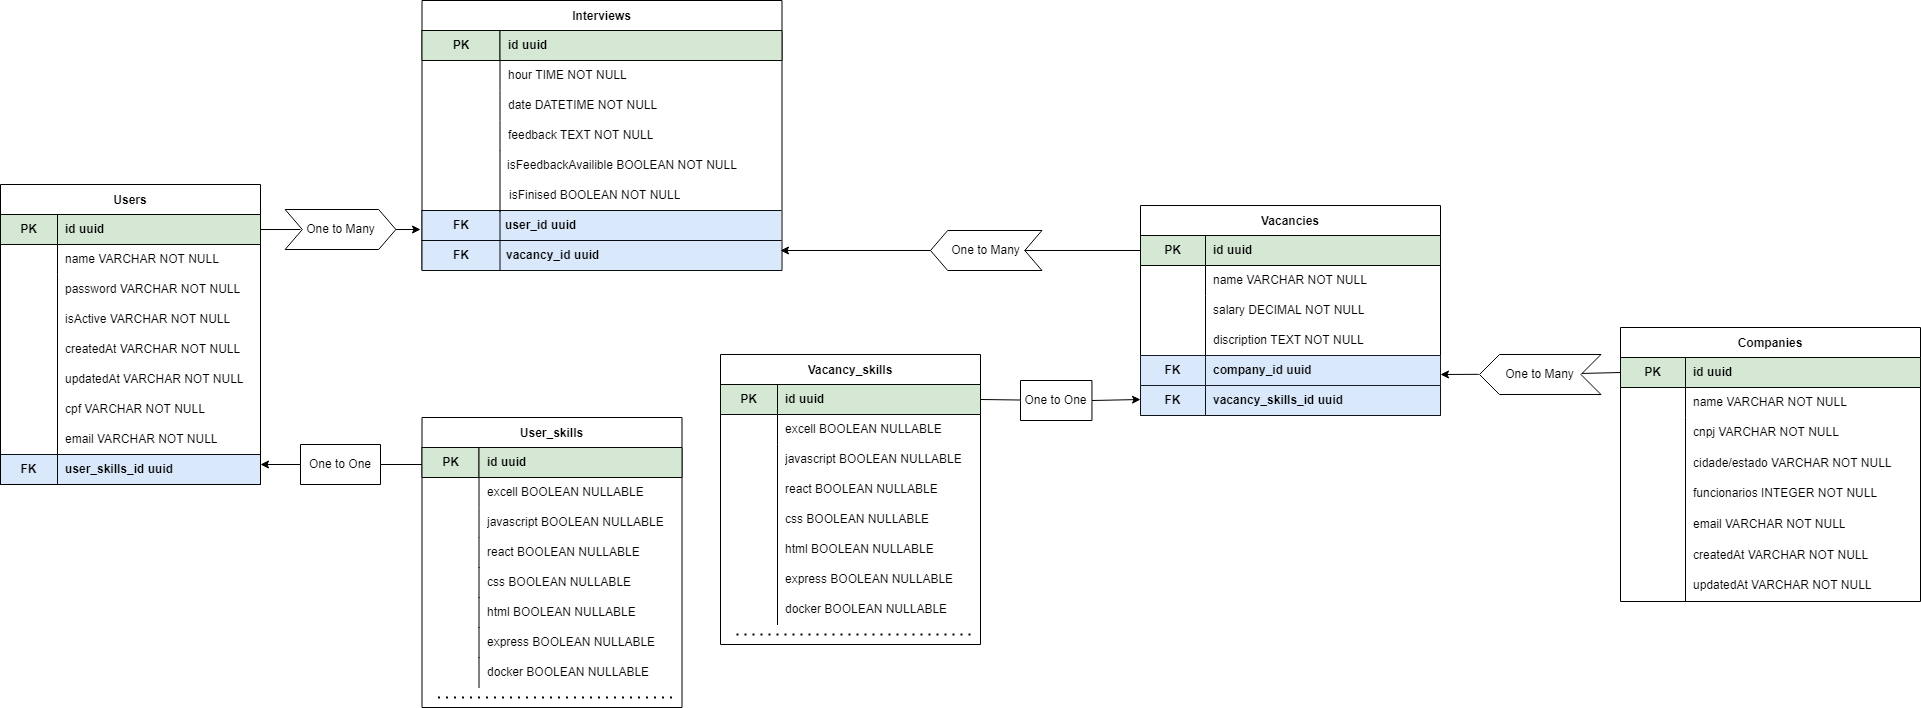 Interviews
PK id uuid
hour TIME NOT NULL
date DATETIME NOT NULL
feedback TEXT NOT NULL
isFeedbackAvailible BOOLEAN NOT NULL
isFinised BOOLEAN NOT NULL
FK user_id uuid
FK vacancy_id uuid
Users
PK id uuid
name VARCHAR NOT NULL
password VARCHAR NOT NULL
isActive VARCHAR NOT NULL
createdAt VARCHAR NOT NULL
updatedAt VARCHAR NOT NULL
cpf VARCHAR NOT NULL
email VARCHAR NOT NULL
FK user_skills_id uuid
One to Many
One to One
User_skills
PK id uuid
excell BOOLEAN NULLABLE
javascript BOOLEAN NULLABLE
react BOOLEAN NULLABLE
css BOOLEAN NULLABLE
html BOOLEAN NULLABLE
express BOOLEAN NULLABLE
docker BOOLEAN NULLABLE
One to Many
Vacancy_skills
PK id uuid
excell BOOLEAN NULLABLE
javascript BOOLEAN NULLABLE
react BOOLEAN NULLABLE
css BOOLEAN NULLABLE
html BOOLEAN NULLABLE
express BOOLEAN NULLABLE
docker BOOLEAN NULLABLE
One to One
Vacancies
PK id uuid
name VARCHAR NOT NULL
salary DECIMAL NOT NULL
discription TEXT NOT NULL
FK company_id uuid
FK vacancy_skills_id uuid
One to Many
Companies
PK id uuid
name VARCHAR NOT NULL
cnpj VARCHAR NOT NULL
cidade/estado VARCHAR NOT NULL
funcionarios INTEGER NOT NULL
email VARCHAR NOT NULL
createdAt VARCHAR NOT NULL
updatedAt VARCHAR NOT NULL